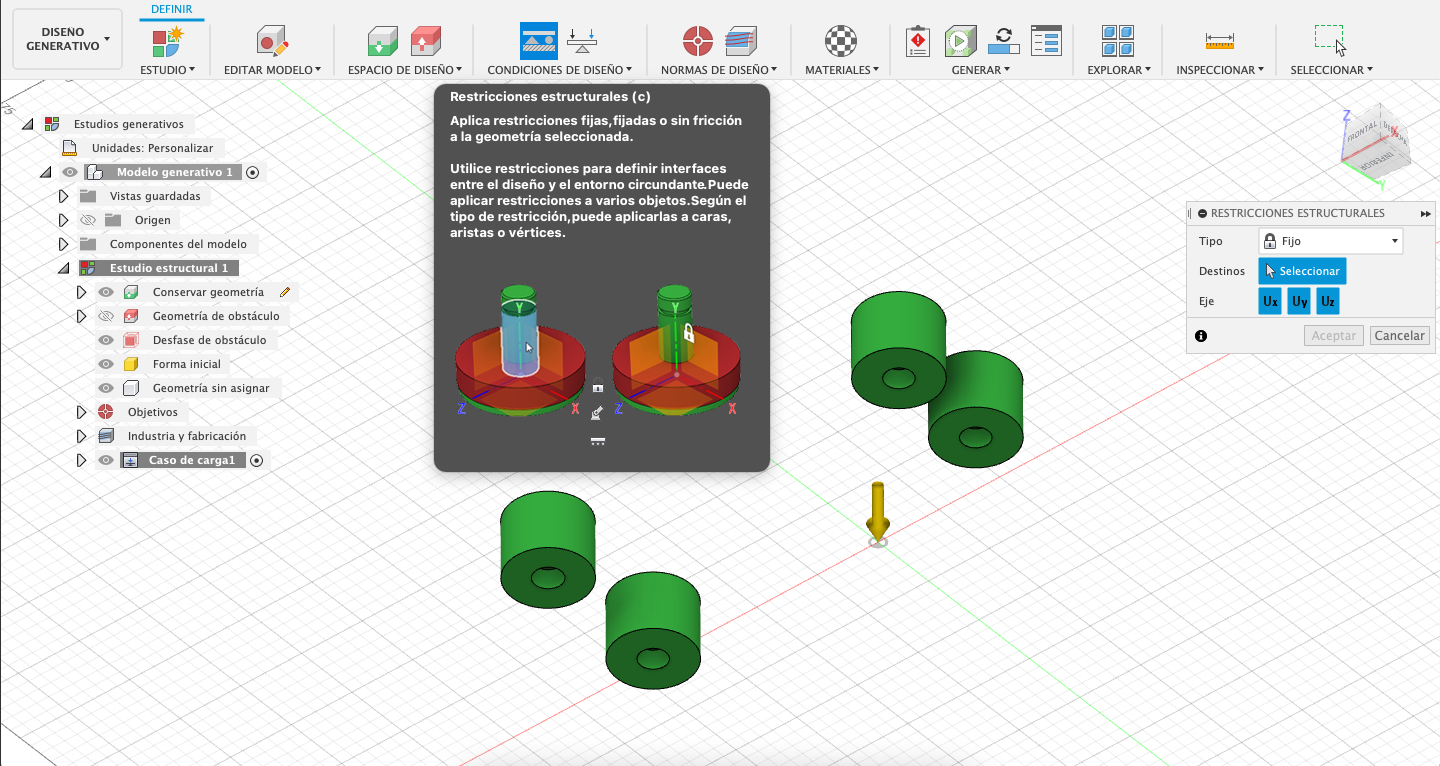 DEFINIR
DISENO
GENERATIVO
ESTUDIO
EDITAR MODELO
ESPACIO DE DISEÑO
CONDICIONES DE DISEÑO
NORMAS DE DISEÑO
MATERIALES
GENERAR
EXPLORAR
INSPECCIONAR
SELECCIONAR
75
Estudios generativos
Unidades: Personalizar
Modelo generativo 1
Vistas guardadas
Origen
Componentes del modelo
Estudio estructural 1
Conservar geometría
Geometría de obstáculo
Desfase de obstáculo
Forma inicial
Geometría sin asignar
Objetivos
Industria y fabricación
Caso de carga1
Restricciones estructurales (c)
Aplica restricciones fijas,fijadas o sin fricción
a la geometría seleccionada.
Utilice restricciones para definir interfaces
entre el diseño y el entorno circundante.Puede
aplicar restricciones a varios objetos.Según el
tipo de restricción,puede aplicarlas a caras,
aristas o vértices.
Y
Z
X
Y
Z
X
Z
FRONTAL
X
INFERIOR
Y
RESTRICCIONES ESTRUCTURALES
Tipo
Fijo
Destinos
Seleccionar
Eje
Ux
Uy
Uz
Aceptar
Cancelar